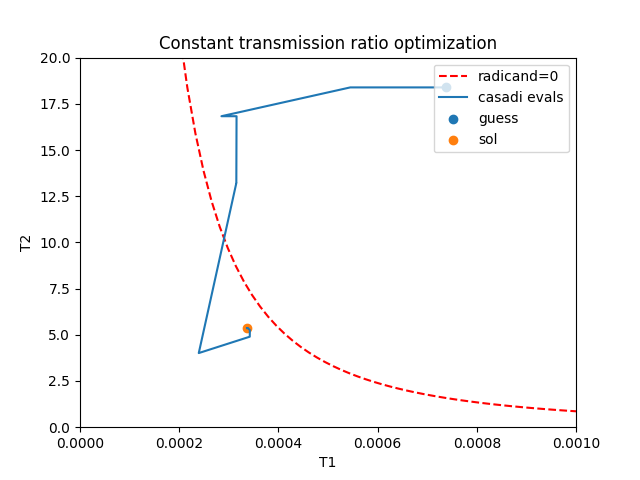 Constant transmission ratio optimization
radicand=0
casadi evals
guess
sol
20.0
17.5
15.0
12.5
10.0
7.5
5.0
2.5
0.0
T2
0.0000 0.0002 0.0004 0.0006 0.0008 0.0010
T1